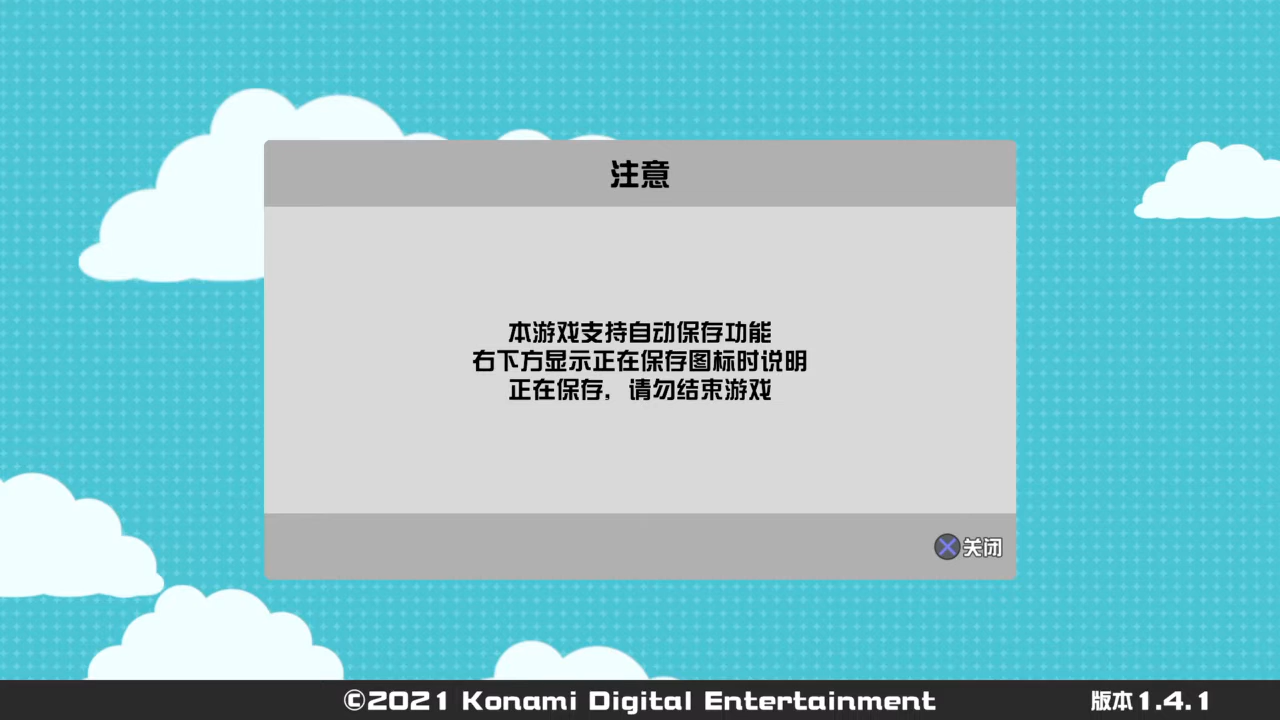 注意
本游戏支持自动保存功能
右下方显示正在保存图标时说明
正在保存，请勿结束游戏
关闭
©2021 Konami Digital Entertainment
版本1.4.1